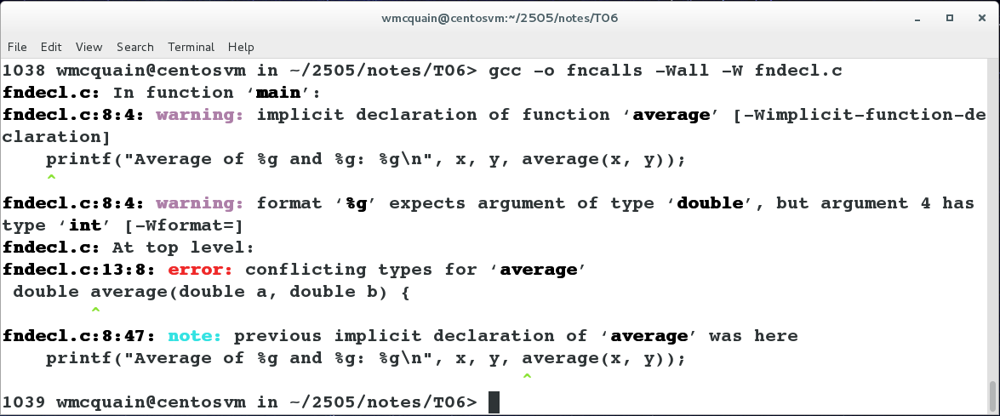 wmcquain@centosvm:~/2505/notes/T06
File Edit View Search Terminal Help
1038 wmcquain@centosvm in ~/2505/notes/T06> gcc -o fncalls -Wall -W fndecl.c
fndecl.c: In function ‘main’:
fndecl.c:8:4: warning: implicit declaration of function ‘average’ [-Wimplicit-function-de
claration]
    printf("Average of %g and %g: %g\n", x, y, average(x, y));
    ^
fndecl.c:8:4: warning: format ‘%g’ expects argument of type ‘double’, but argument 4 has
type ‘int’ [-Wformat=]
fndecl.c: At top level:
fndecl.c:13:8: error: conflicting types for ‘average’
 double average(double a, double b) {
        ^
fndecl.c:8:47: note: previous implicit declaration of ‘average’ was here
    printf("Average of %g and %g: %g\n", x, y, average(x, y));
                                               ^
1039 wmcquain@centosvm in ~/2505/notes/T06>